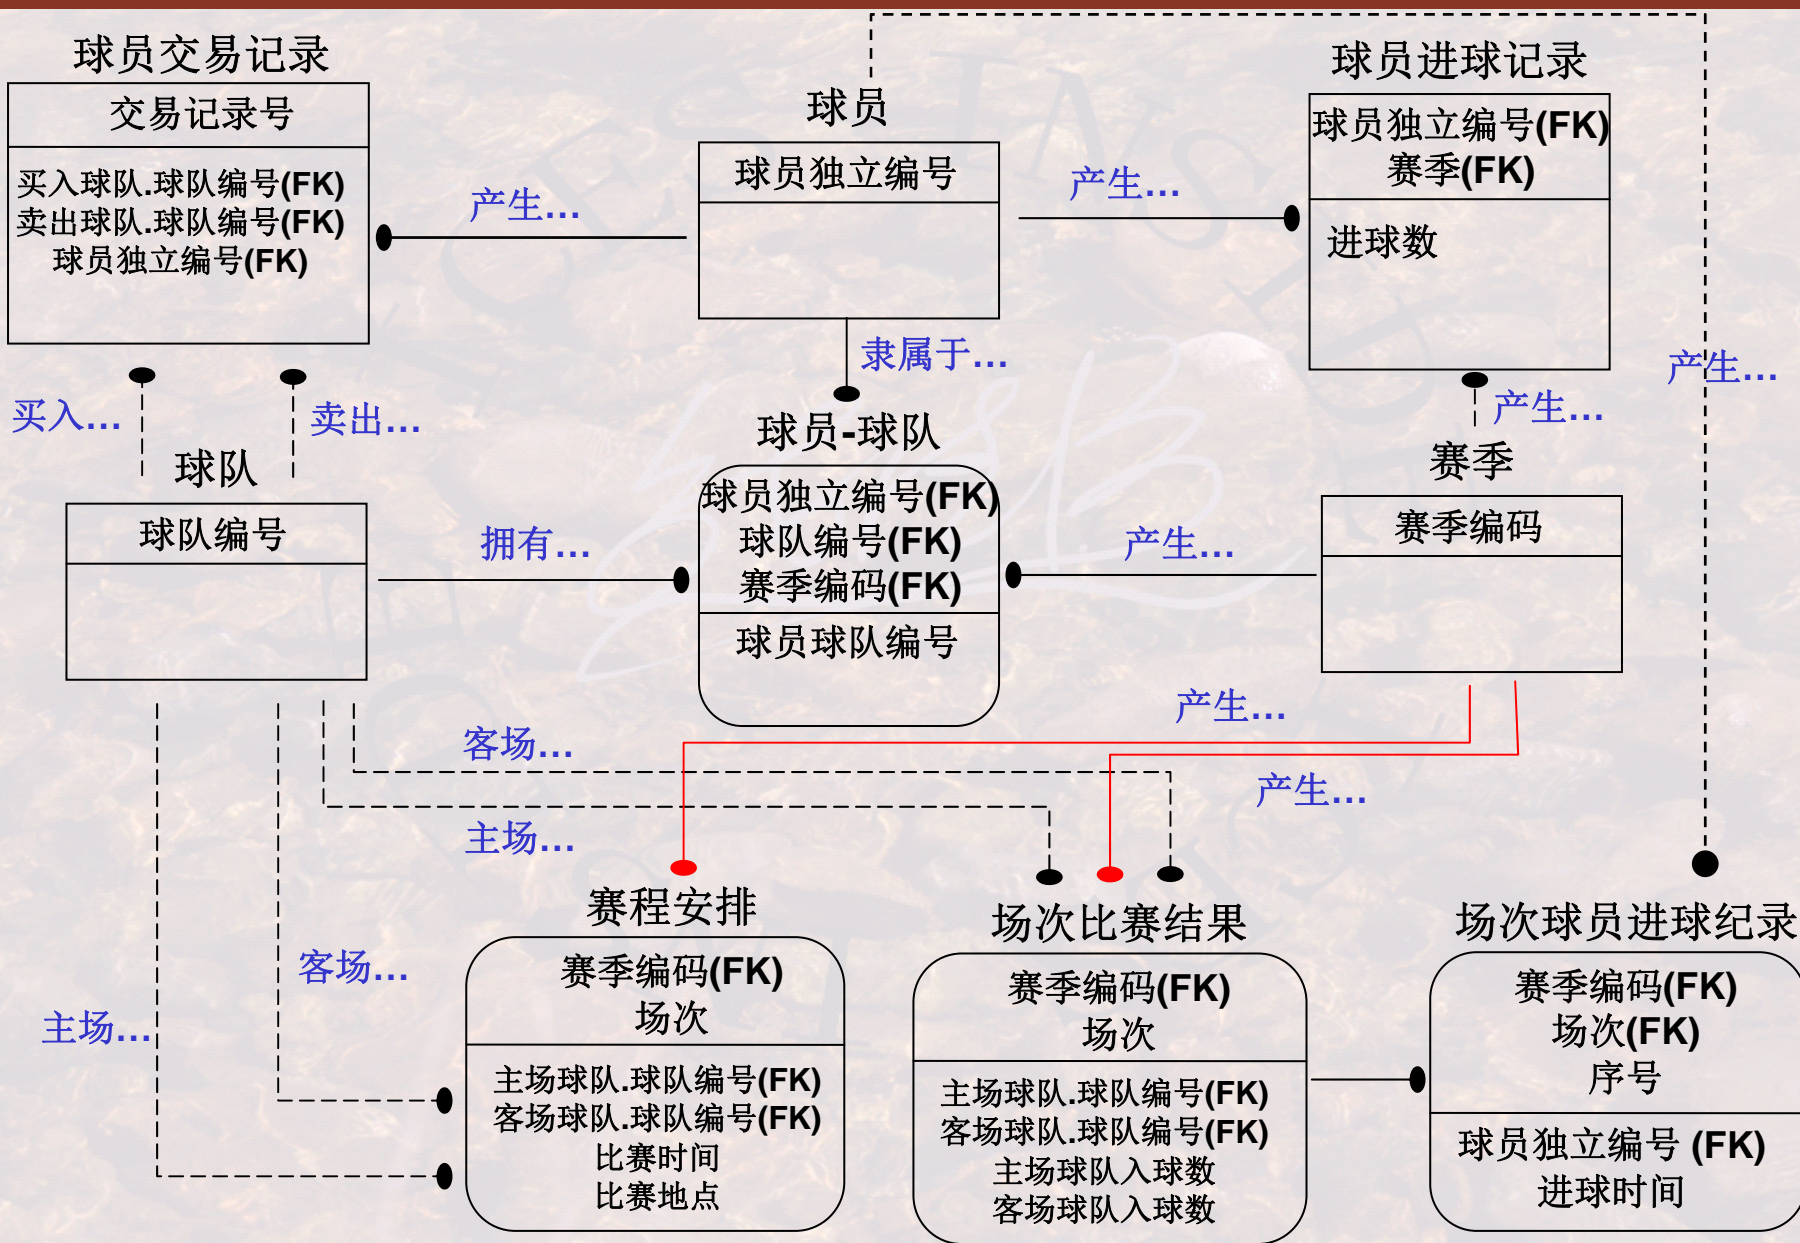 球员交易记录
交易记录号
买入球队.球队编号(FK)
卖出球队.球队编号(FK)
球员独立编号(FK)
产生...
球员
球员独立编号
产生...
球员进球记录
球员独立编号(FK)
赛季(FK)
进球数
隶属于...
产生...
买入...
卖出...
产生...
球队
球队编号
拥有...
球员-球队
球员独立编号(FK)
球队编号(FK)
赛季编码(FK)
球员球队编号
产生...
赛季
赛季编码
产生...
客场...
产生...
主场...
客场...
主场...
赛程安排
赛季编码(FK)
场次
主场球队.球队编号(FK)
客场球队.球队编号(FK)
比赛时间
比赛地点
场次比赛结果
赛季编码(FK)
场次
主场球队.球队编号(FK)
客场球队.球队编号(FK)
主场球队入球数
客场球队入球数
场次球员进球纪录
赛季编码(FK)
场次(FK)
序号
球员独立编号 (FK)
进球时间